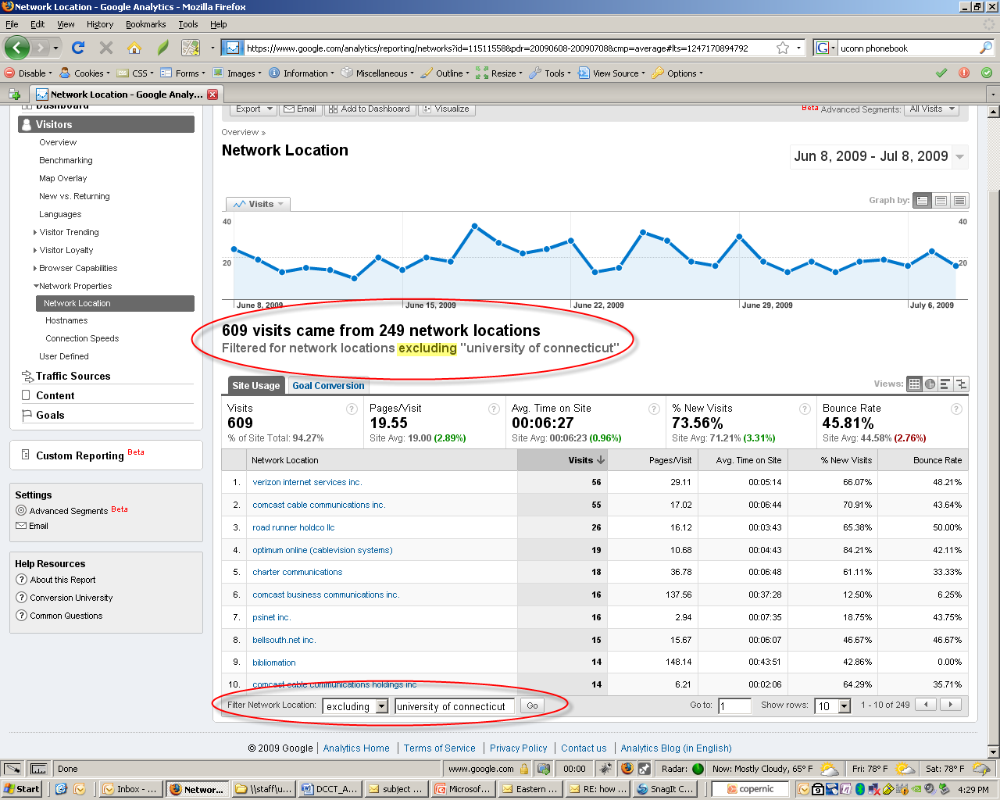 Network Location - Google Analytics - Mozilla Firefox
File Edit View History Bookmarks Tools Help
https://www.google.com/analytics/reporting/networks?id=11511558&pdr=20090608-20090708&cmp=average#lts=1247170894792
uconn phonebook
Disable Cookies CSS Forms Images Information Miscellaneous Outline Resize Tools View Source Options
Network Location - Google Analy...
Dashboard
Visitors
Overview
Benchmarking
Map Overlay
New vs. Returning
Languages
Visitor Trending
Visitor Loyalty
Browser Capabilities
Network Properties
Network Location
Hostnames
Connection Speeds
User Defined
Traffic Sources
Content
Goals
Custom Reporting Beta
Settings
Advanced Segments Beta
Email
Help Resources
About this Report
Conversion University
Common Questions
Export Email Add to Dashboard Visualize
Beta Advanced Segments: All Visits
Overview »
Network Location
Jun 8, 2009 - Jul 8, 2009
Visits
Graph by:
40 40
20 20
June 8, 2009 June 15, 2009 June 22, 2009 June 29, 2009 July 6, 2009
609 visits came from 249 network locations
Filtered for network locations excluding "university of connecticut"
Site Usage Goal Conversion
Views:
Visits ? Pages/Visit ? Avg. Time on Site ? % New Visits ? Bounce Rate ?
609 19.55 00:06:27 73.56% 45.81%
% of Site Total: 94.27% Site Avg: 19.00 (2.89%) Site Avg: 00:06:23 (0.96%) Site Avg: 71.21% (3.31%) Site Avg: 44.58% (2.76%)
Network Location Visits Pages/Visit Avg. Time on Site % New Visits Bounce Rate
1. verizon internet services inc. 56 29.11 00:05:14 66.07% 48.21%
2. comcast cable communications inc. 55 17.02 00:06:44 70.91% 43.64%
3. road runner holdco llc 26 16.12 00:03:43 65.38% 50.00%
4. optimum online (cablevision systems) 19 10.68 00:04:43 84.21% 42.11%
5. charter communications 18 36.78 00:06:48 61.11% 33.33%
6. comcast business communications inc. 16 137.56 00:37:28 12.50% 6.25%
7. psinet inc. 16 2.94 00:07:35 18.75% 43.75%
8. bellsouth.net inc. 15 15.67 00:06:07 46.67% 46.67%
9. bibliomation 14 148.14 00:43:51 42.86% 0.00%
10. comcast cable communications holdings inc 14 6.21 00:02:06 64.29% 35.71%
Filter Network Location: excluding university of connecticut Go
Go to: 1 Show rows: 10 1 - 10 of 249
© 2009 Google Analytics Home Terms of Service Privacy Policy Contact us Analytics Blog (in English)
Done www.google.com 00:00 Radar: Now: Mostly Cloudy, 65° F Fri: 78° F Sat: 78° F
Start Inbox - ... Networ... \\staff\u... DCCT_A... subject ... Microsof... Eastern ... RE: how ... SnagIt C... copernic 4:29 PM